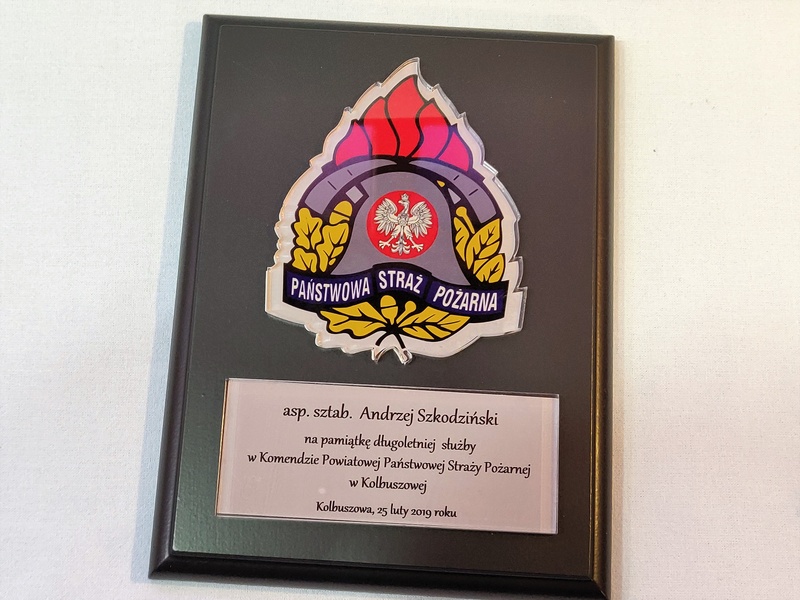 PAŃSTWOWA STRAŻ POŻARNA
asp. sztab. Andrzej Szkodziński
na pamiątkę długoletniej służby
w Komendzie Powiatowej Państwowej Straży Pożarnej
w Kolbuszowej
Kolbuszowa, 25 luty 2019 roku